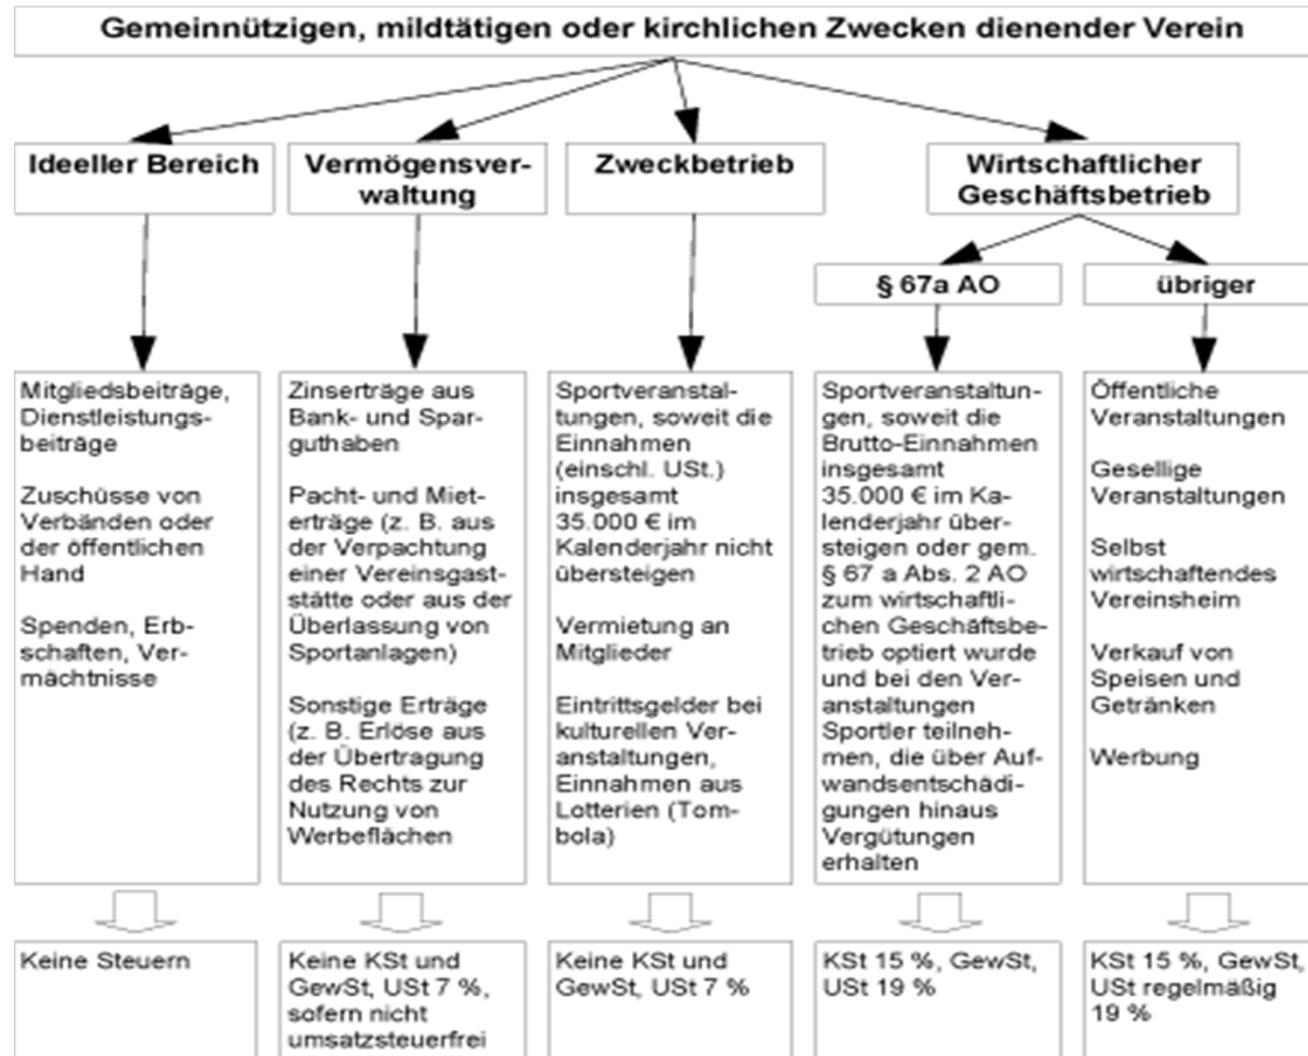 Gemeinnützigen, mildtätigen oder kirchlichen Zwecken dienender Verein
Ideeller Bereich
Vermögensver-
waltung
Zweckbetrieb
Wirtschaftlicher
Geschäftsbetrieb
§ 67a AO
übriger
Mitgliedsbeiträge,
Dienstleistungs-
beiträge
Zuschüsse von
Verbänden oder
der öffentlichen
Hand
Spenden, Erb-
schaften, Ver-
mächtnisse
Zinserträge aus
Bank- und Spar-
guthaben
Pacht- und Miet-
erträge (z. B. aus
der Verpachtung
einer Vereinsgast-
stätte oder aus der
Überlassung von
Sportanlagen)
Sonstige Erträge
(z. B. Erlöse aus
der Übertragung
des Rechts zur
Nutzung von
Werbeflächen
Sportveranstal-
tungen, soweit die
Einnahmen
(einschl. USt.)
insgesamt
35.000 € im
Kalenderjahr nicht
übersteigen
Vermietung an
Mitglieder
Eintrittsgelder bei
kulturellen Ver-
anstaltungen,
Einnahmen aus
Lotterien (Tom-
bola)
Sportveranstaltun-
gen, soweit die
Brutto-Einnahmen
insgesamt
35.000 € im Ka-
lenderjahr über-
steigen oder gem.
§ 67 a Abs. 2 AO
zum wirtschaftli-
chen Geschäftsbe-
trieb optiert wurde
und bei den Ver-
anstaltungen
Sportler teilneh-
men, die über Auf-
wandsentschädi-
gungen hinaus
Vergütungen
erhalten
Öffentliche
Veranstaltungen
Gesellige
Veranstaltungen
Selbst
wirtschaftendes
Vereinsheim
Verkauf von
Speisen und
Getränken
Werbung
Keine Steuern
Keine KSt und
GewSt, USt 7 %,
sofern nicht
umsatzsteuerfrei
Keine KSt und
GewSt, USt 7 %
KSt 15 %, GewSt,
USt 19 %
KSt 15 %, GewSt,
USt regelmäßig
19 %